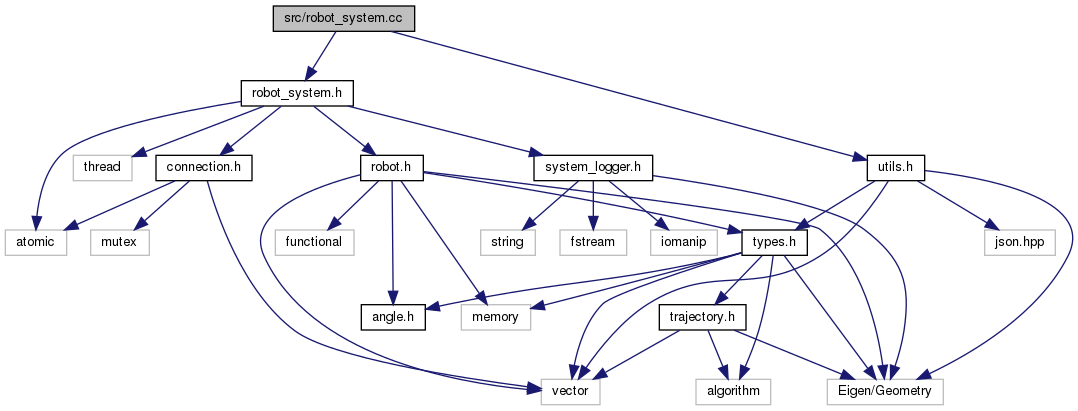 src/robot_system.cc
robot_system.h
thread
connection.h
robot.h
system_logger.h
utils.h
atomic
mutex
functional
string
fstream
iomanip
types.h
json.hpp
angle.h
memory
trajectory.h
vector
algorithm
Eigen/Geometry